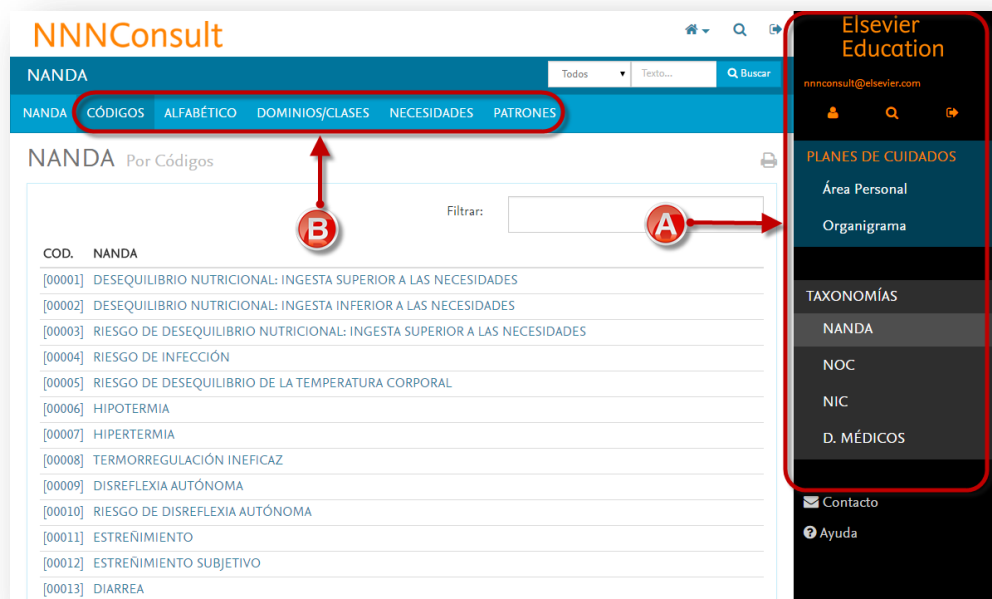 NNNConsult
NANDA
Todos
Texto...
Buscar
NANDA CÓDIGOS ALFABÉTICO DOMINIOS/CLASES NECESIDADES PATRONES
NANDA Por Códigos
B
Filtrar:
A
COD. NANDA
[00001] DESEQUILIBRIO NUTRICIONAL: INGESTA SUPERIOR A LAS NECESIDADES
[00002] DESEQUILIBRIO NUTRICIONAL: INGESTA INFERIOR A LAS NECESIDADES
[00003] RIESGO DE DESEQUILIBRIO NUTRICIONAL: INGESTA SUPERIOR A LAS NECESIDADES
[00004] RIESGO DE INFECCIÓN
[00005] RIESGO DE DESEQUILIBRIO DE LA TEMPERATURA CORPORAL
[00006] HIPOTERMIA
[00007] HIPERTERMIA
[00008] TERMORREGULACIÓN INEFICAZ
[00009] DISREFLEXIA AUTÓNOMA
[00010] RIESGO DE DISREFLEXIA AUTÓNOMA
[00011] ESTREÑIMIENTO
[00012] ESTREÑIMIENTO SUBJETIVO
[00013] DIARREA
Elsevier
Education
nnnconsult@elsevier.com
PLANES DE CUIDADOS
Área Personal
Organigrama
TAXONOMÍAS
NANDA
NOC
NIC
D. MÉDICOS
Contacto
Ayuda